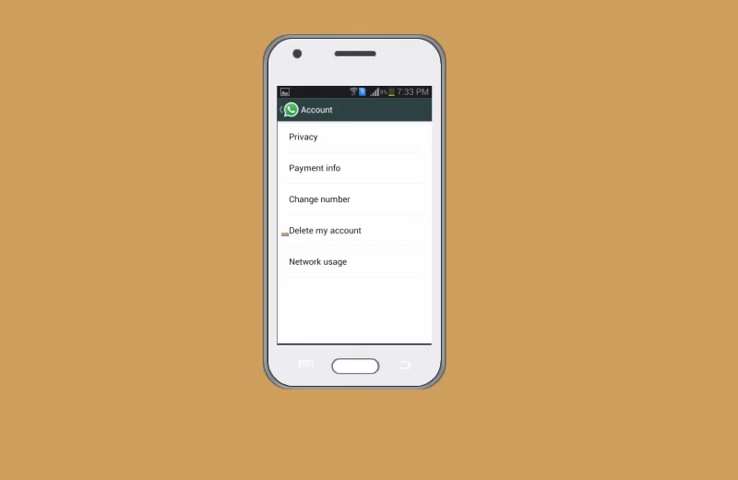 7:33 PM
Account
Privacy
Payment info
Change number
Delete my account
Network usage